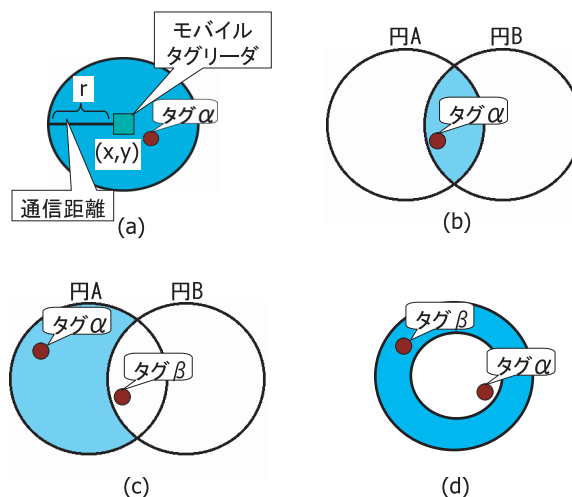 モバイル
タグリーダ
r
タグα
(x,y)
通信距離
(a)
円A
円B
タグα
(b)
円A
円B
タグα
タグβ
(c)
タグβ
タグα
(d)